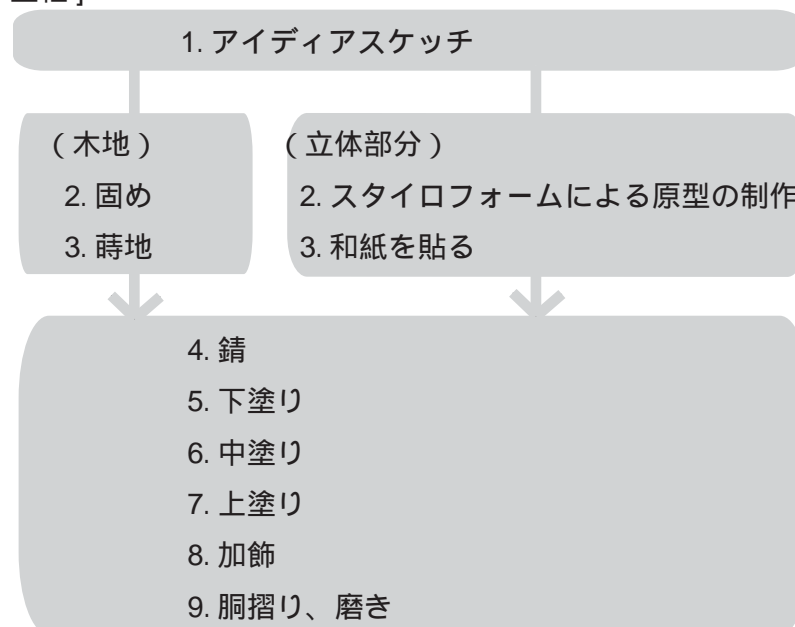 1. アイディアスケッチ
(木地)
2. 固め
3. 蒔地
(立体部分)
2. スタイロフォームによる原型の制作
3. 和紙を貼る
4. 錆
5. 下塗り
6. 中塗り
7. 上塗り
8. 加飾
9. 胴摺り、磨き